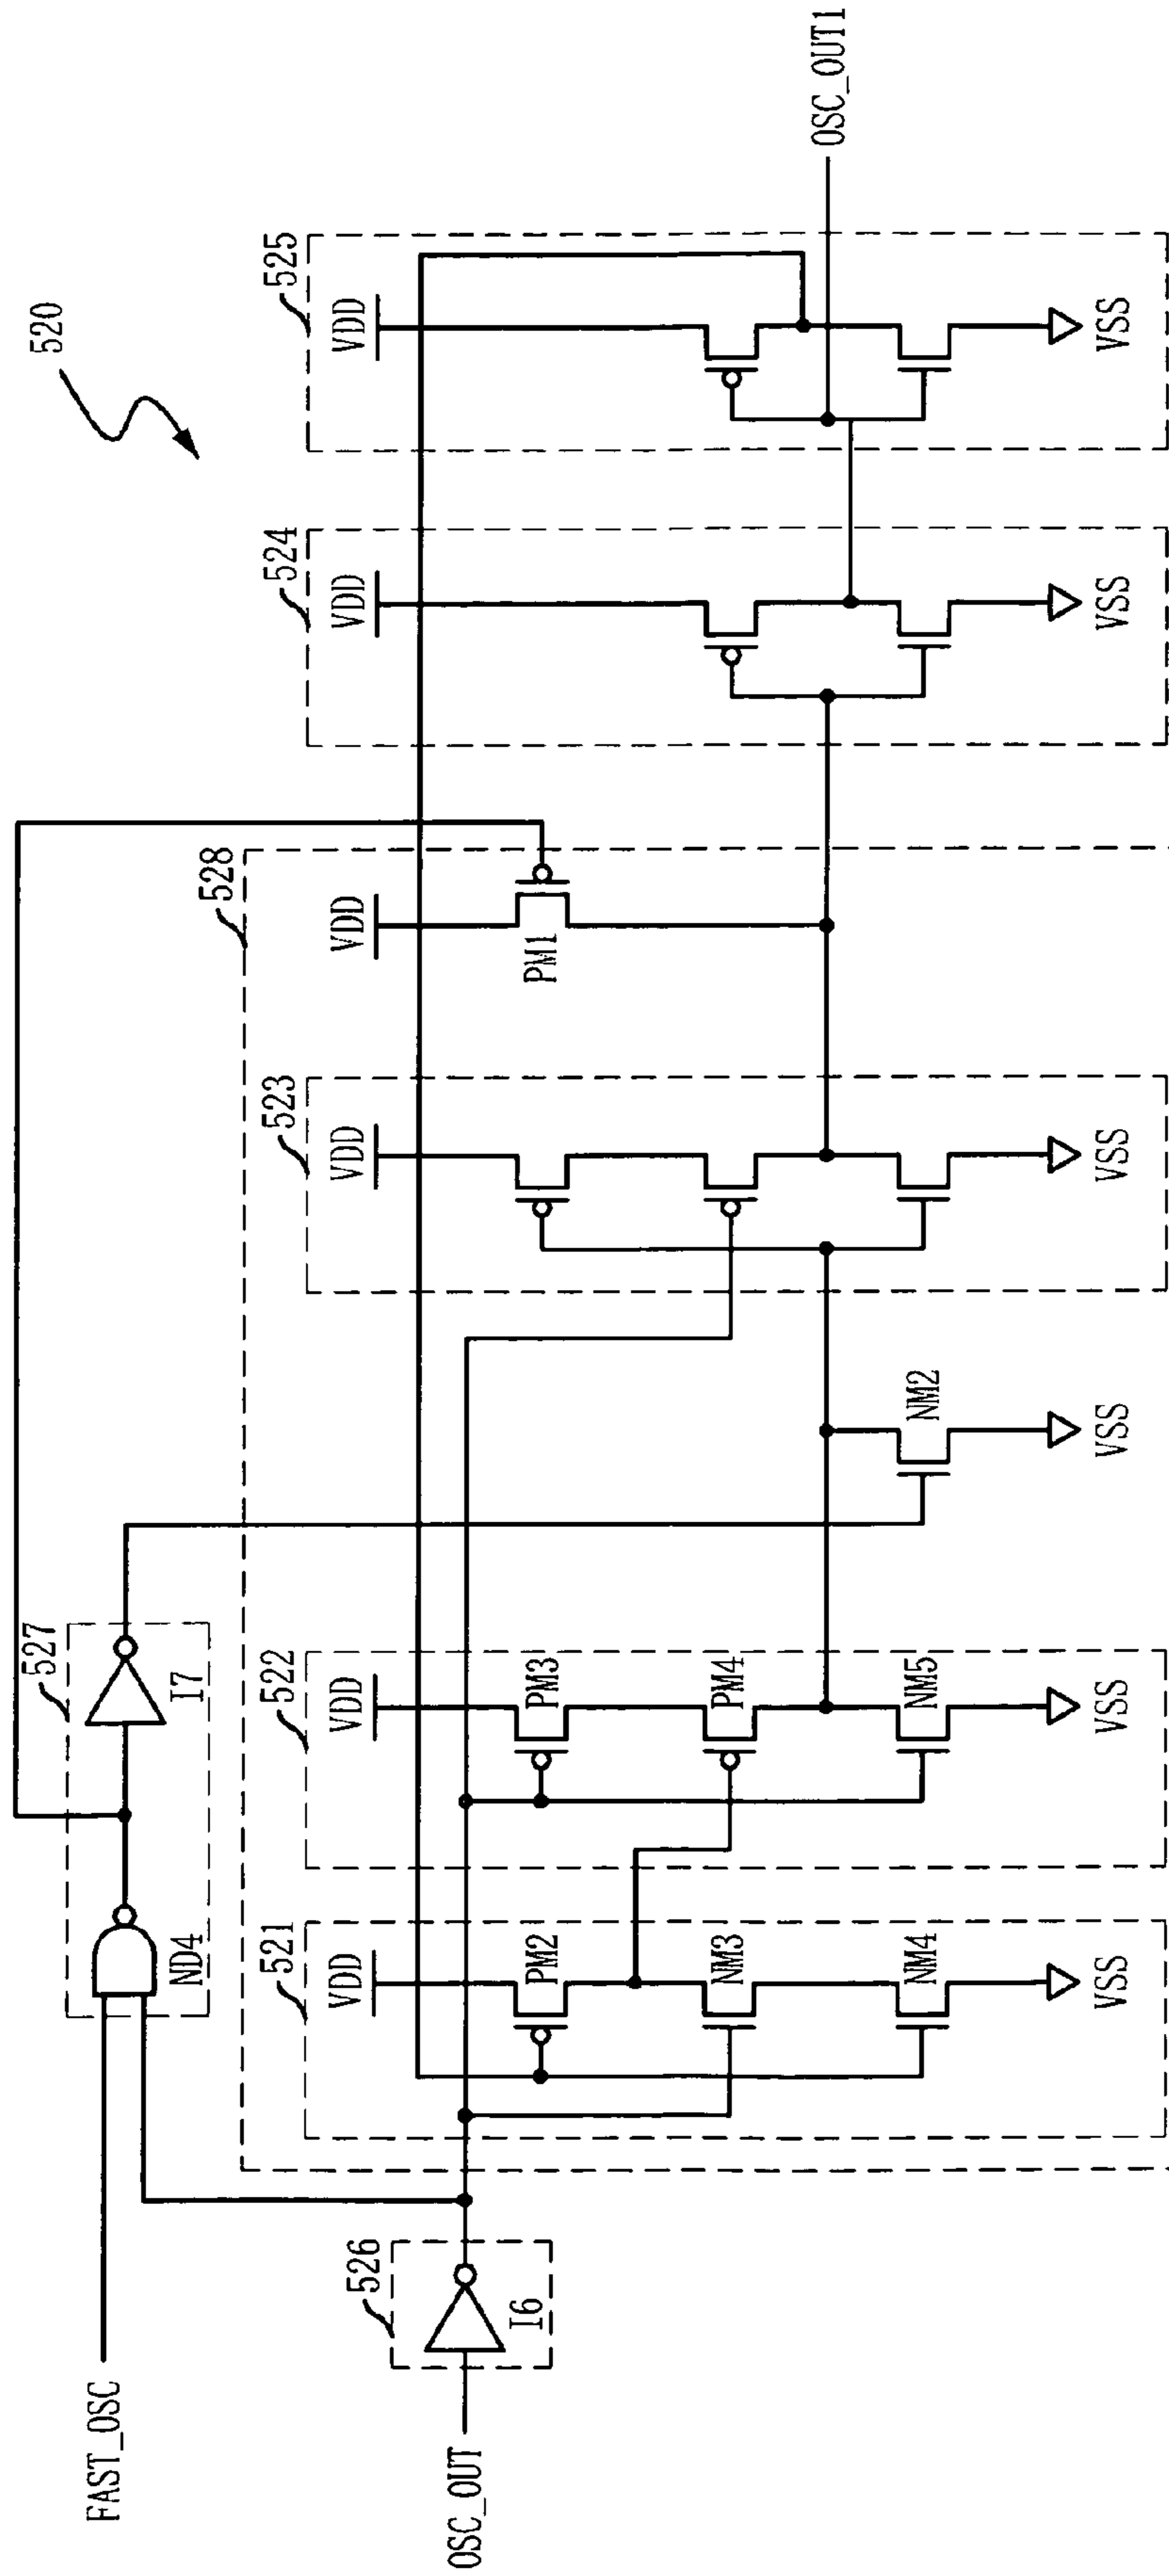 520
FAST_OSC
ND4
I7
527
OSC_OUT
I6
526
528
521
VDD
PM2
NM3
NM4
VSS
522
VDD
PM3
PM4
NM5
VSS
NM2
VSS
523
VDD
VSS
VDD
PM1
524
VDD
VSS
525
VDD
VSS
OSC_OUT1